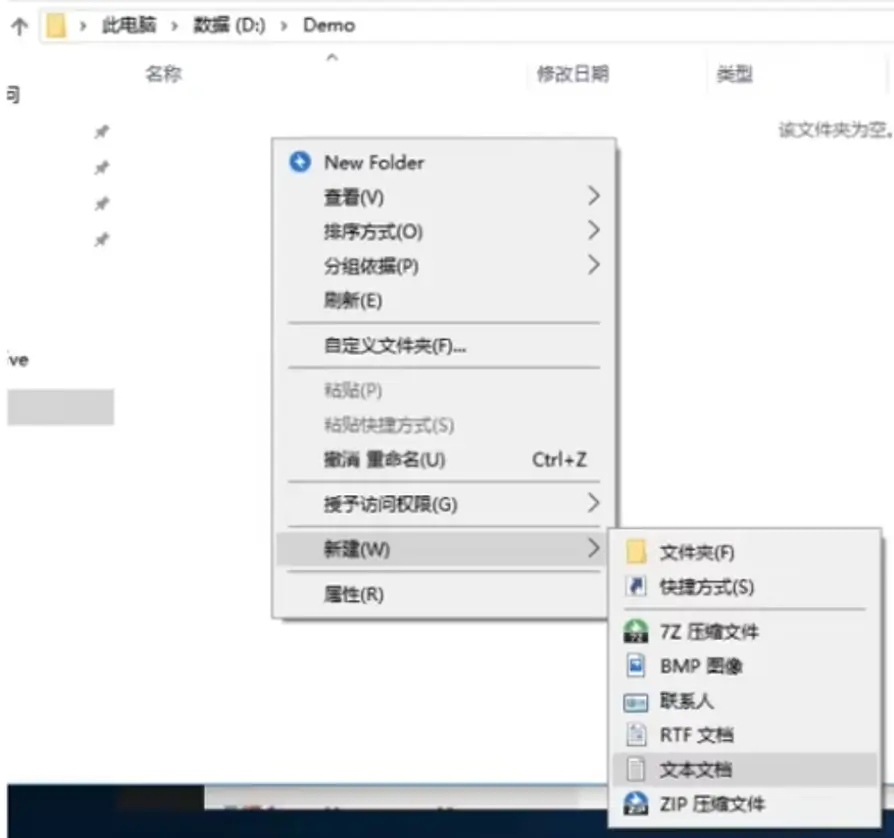 此电脑 › 数据 (D:) › Demo
名称 修改日期 类型
问
该文件夹为空。
New Folder
查看(V)
排序方式(O)
分组依据(P)
刷新(E)
自定义文件夹(F)...
ive
粘贴(P)
粘贴快捷方式(S)
撤消 重命名(U) Ctrl+Z
授予访问权限(G)
新建(W)
属性(R)
文件夹(F)
快捷方式(S)
7Z 压缩文件
BMP 图像
联系人
RTF 文档
文本文档
ZIP 压缩文件